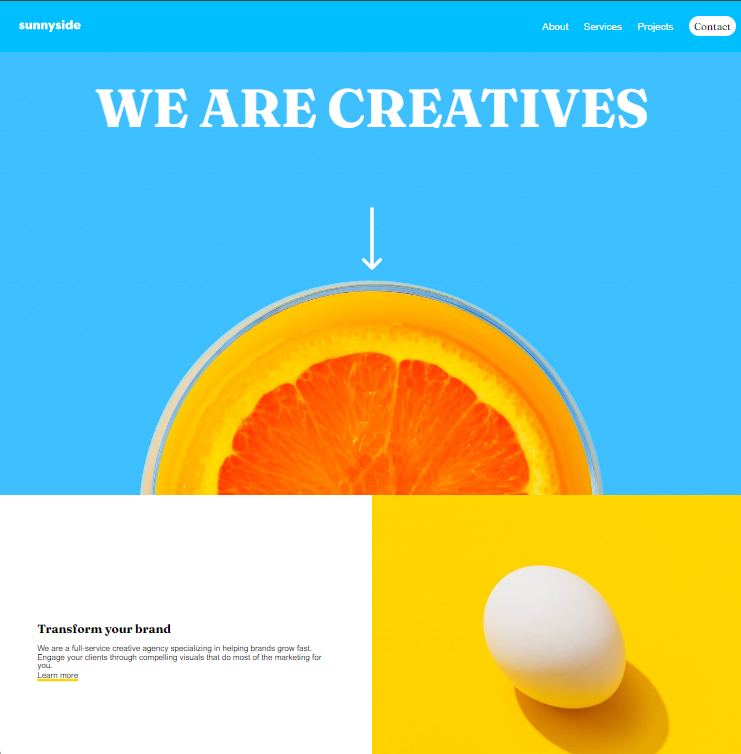 sunnyside
About Services Projects Contact
WE ARE CREATIVES
Transform your brand
We are a full-service creative agency specializing in helping brands grow fast.
Engage your clients through compelling visuals that do most of the marketing for
you.
Learn more